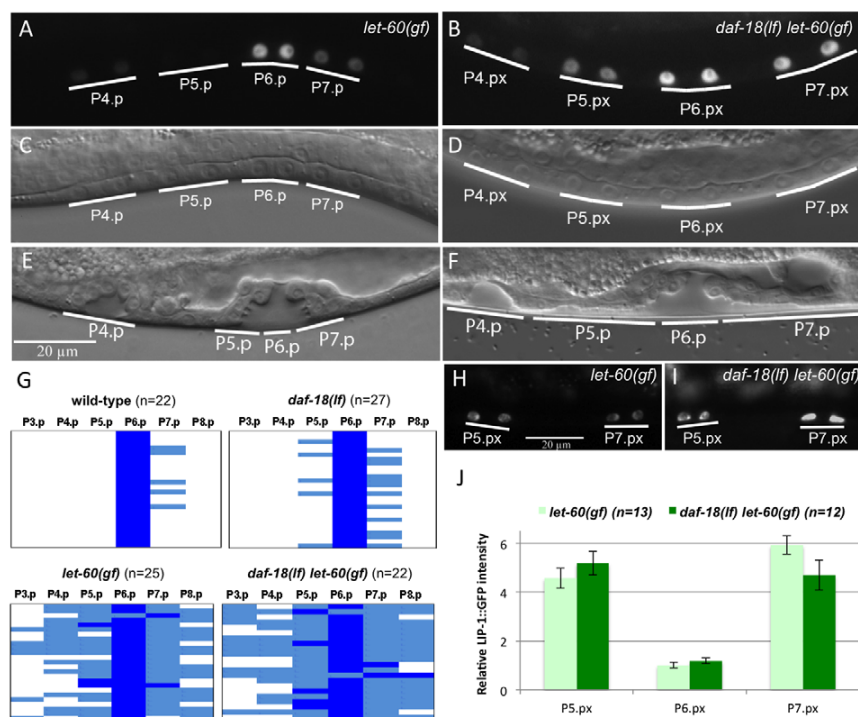 A
let-60(gf)
P4.p P5.p P6.p P7.p
B
daf-18(lf) let-60(gf)
P4.px P5.px P6.px P7.px
C
P4.p P5.p P6.p P7.p
D
P4.px P5.px P6.px P7.px
E
P4.p P5.p P6.p P7.p
20 µm
F
P4.p P5.p P6.p P7.p
G
wild-type (n=22)
P3.p P4.p P5.p P6.p P7.p P8.p
daf-18(lf) (n=27)
P3.p P4.p P5.p P6.p P7.p P8.p
let-60(gf) (n=25)
P3.p P4.p P5.p P6.p P7.p P8.p
daf-18(lf) let-60(gf) (n=22)
P3.p P4.p P5.p P6.p P7.p P8.p
H
let-60(gf)
P5.px 20 µm P7.px
I
daf-18(lf) let-60(gf)
P5.px P7.px
J
let-60(gf) (n=13) daf-18(lf) let-60(gf) (n=12)
Relative LIP-1::GFP intensity
6
4
2
0
P5.px P6.px P7.px